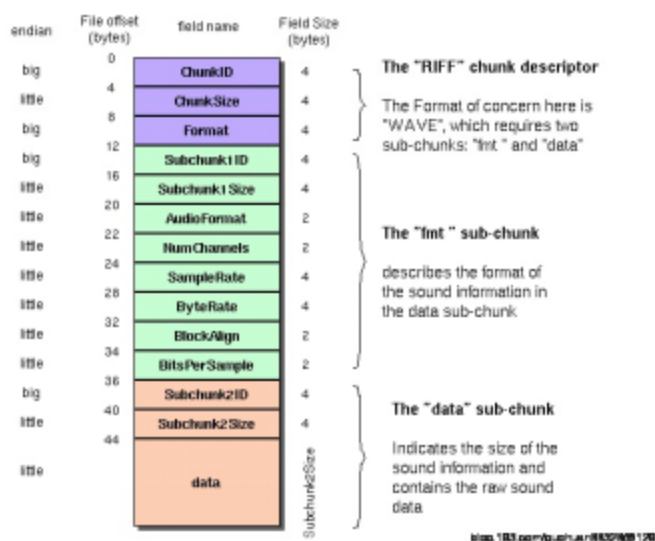 endian File offset (bytes) field name Field Size (bytes)
0
big ChunkID 4
4
little ChunkSize 4
8
big Format 4
12
big Subchunk1ID 4
16
little Subchunk1Size 4
20
little AudioFormat 2
22
little NumChannels 2
24
little SampleRate 4
28
little ByteRate 4
32
little BlockAlign 2
34
little BitsPerSample 2
36
big Subchunk2ID 4
40
little Subchunk2Size 4
44
little data Subchunk2Size
The "RIFF" chunk descriptor
The Format of concern here is
"WAVE", which requires two
sub-chunks: "fmt " and "data"
The "fmt " sub-chunk
describes the format of
the sound information in
the data sub-chunk
The "data" sub-chunk
Indicates the size of the
sound information and
contains the raw sound
data